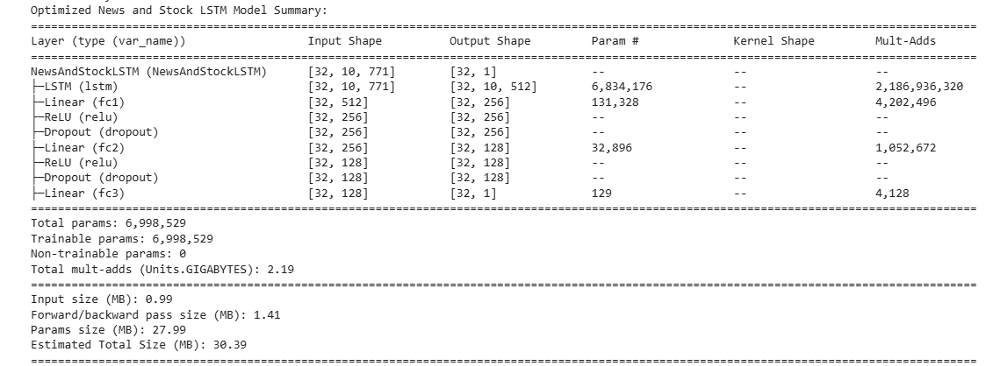 Optimized News and Stock LSTM Model Summary:
============================================================================================================================================
Layer (type (var_name))                  Input Shape          Output Shape         Param #              Kernel Shape         Mult-Adds
============================================================================================================================================
NewsAndStockLSTM (NewsAndStockLSTM)      [32, 10, 771]        [32, 1]              --                   --                   --
├─LSTM (lstm)                            [32, 10, 771]        [32, 10, 512]        6,834,176            --                   2,186,936,320
├─Linear (fc1)                           [32, 512]            [32, 256]            131,328              --                   4,202,496
├─ReLU (relu)                            [32, 256]            [32, 256]            --                   --                   --
├─Dropout (dropout)                      [32, 256]            [32, 256]            --                   --                   --
├─Linear (fc2)                           [32, 256]            [32, 128]            32,896               --                   1,052,672
├─ReLU (relu)                            [32, 128]            [32, 128]            --                   --                   --
├─Dropout (dropout)                      [32, 128]            [32, 128]            --                   --                   --
├─Linear (fc3)                           [32, 128]            [32, 1]              129                  --                   4,128
============================================================================================================================================
Total params: 6,998,529
Trainable params: 6,998,529
Non-trainable params: 0
Total mult-adds (Units.GIGABYTES): 2.19
============================================================================================================================================
Input size (MB): 0.99
Forward/backward pass size (MB): 1.41
Params size (MB): 27.99
Estimated Total Size (MB): 30.39
============================================================================================================================================